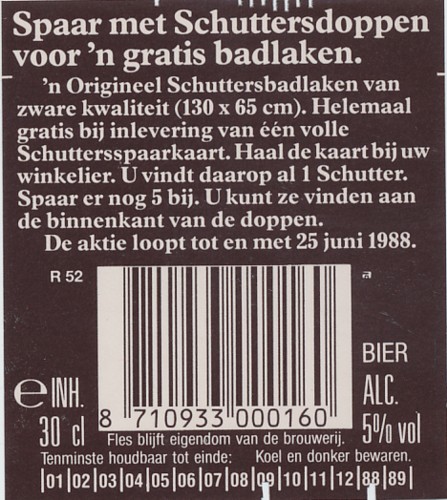 Spaar met Schuttersdoppen
voor 'n gratis badlaken.
'n Origineel Schuttersbadlaken van
zware kwaliteit (130 x 65 cm). Helemaal
gratis bij inlevering van één volle
Schuttersspaarkaart. Haal de kaart bij uw
winkelier. U vindt daarop al 1 Schutter.
Spaar er nog 5 bij. U kunt ze vinden aan
de binnenkant van de doppen.
De aktie loopt tot en met 25 juni 1988.
R 52
BIER
e INH. ALC.
30 cl 5% vol
8 710933 000160
Fles blijft eigendom van de brouwerij.
Tenminste houdbaar tot einde: Koel en donker bewaren.
|01|02|03|04|05|06|07|08|09|10|11|12|88|89|